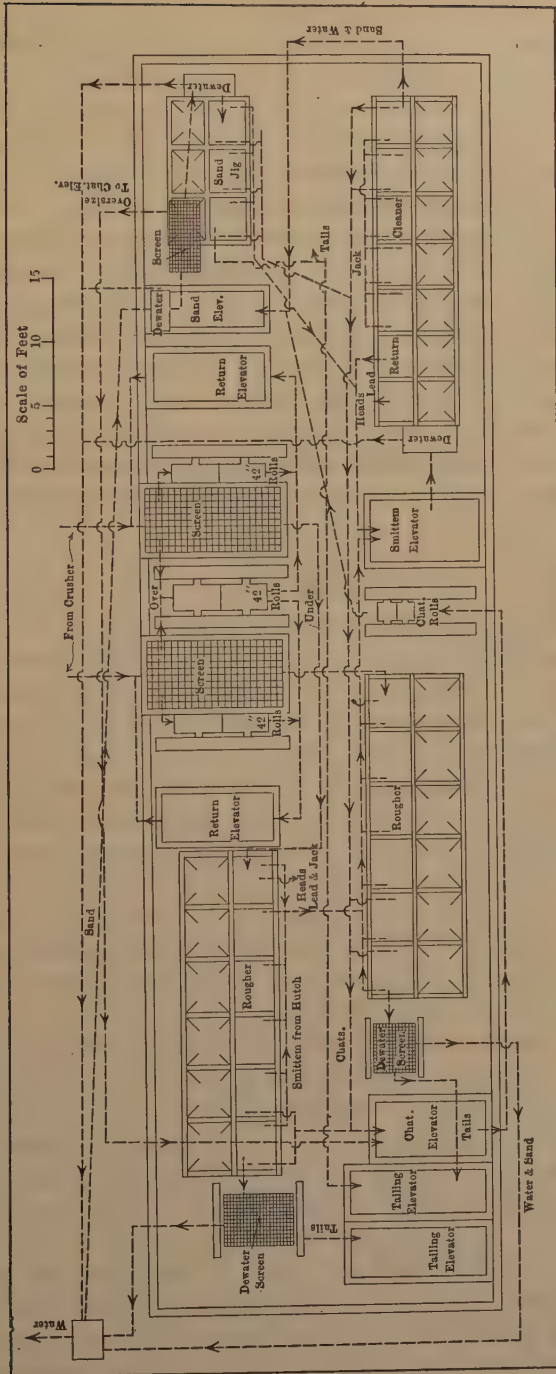 Water
Sand & Water
Dewater
Sand
Jig
Oversize
To Chat. Elev.
Screen
Tails
Scale of Feet
0 5 10 15
Dewater
Sand
Elev.
Return
Elevator
From Crusher
Screen
42"
Rolls
Over
42"
Rolls
Under
Screen
42"
Rolls
Return
Elevator
Sand
Rougher
Heads
Lead & Jack
Smittem from Hutch
Dewater
Screen
Tails
Cleaner
Jack
Return
Lead
Heads
Dewater
Smittem
Elevator
Chat.
Rolls
Rougher
Chats.
Dewater
Screen
Chat.
Elevator
Tails
Tailing
Elevator
Tailing
Elevator
Water & Sand